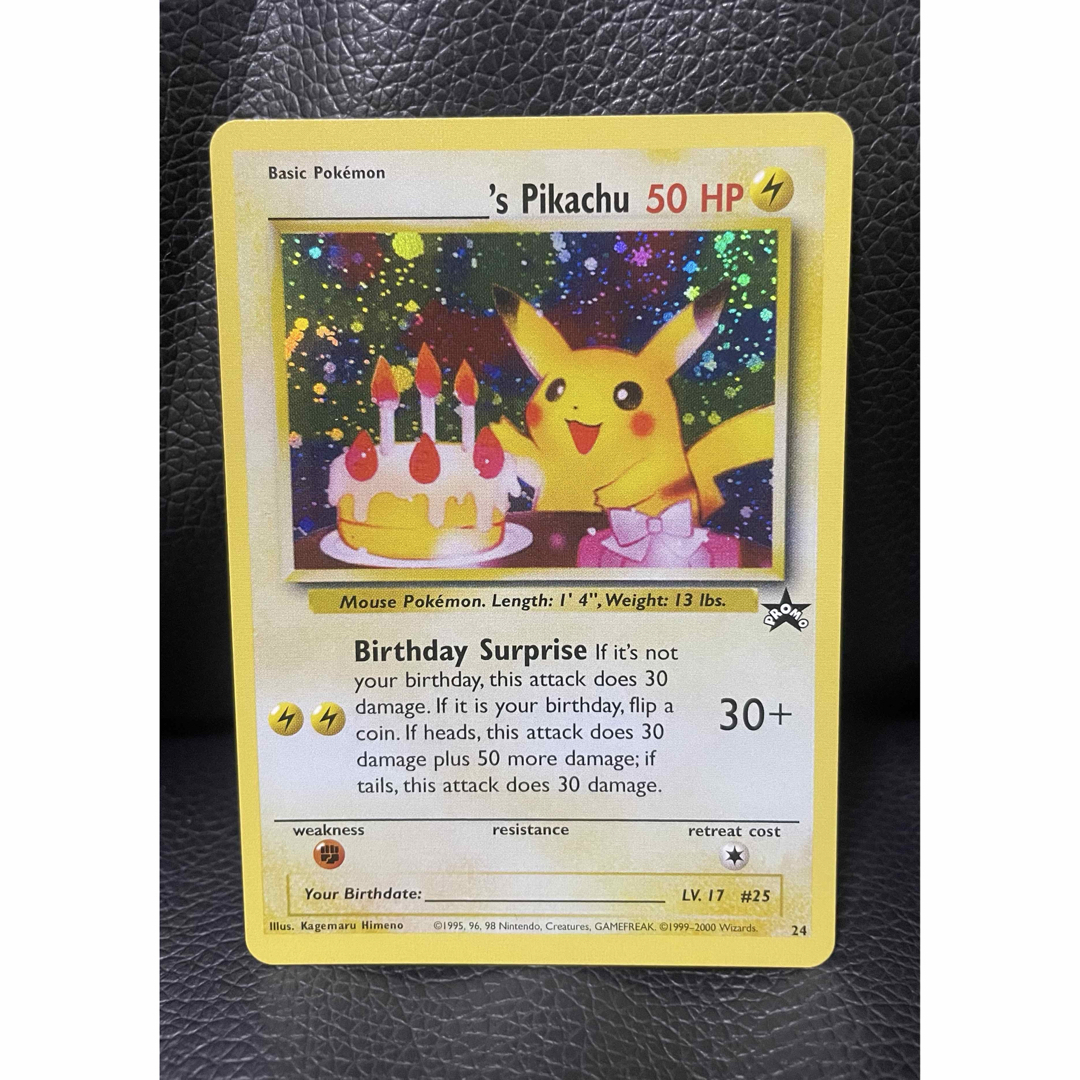 Basic Pokémon
__________'s Pikachu 50 HP
Mouse Pokémon. Length: 1' 4", Weight: 13 lbs.
PROMO
Birthday Surprise If it's not
your birthday, this attack does 30
damage. If it is your birthday, flip a
coin. If heads, this attack does 30
damage plus 50 more damage; if
tails, this attack does 30 damage.
30+
weakness resistance retreat cost
Your Birthdate:__________ LV. 17 #25
Illus. Kagemaru Himeno ©1995, 96, 98 Nintendo, Creatures, GAMEFREAK. ©1999-2000 Wizards. 24